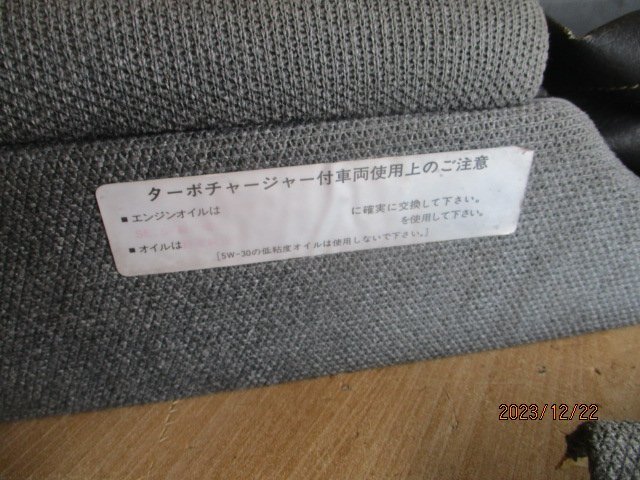 ターボチャージャー付車両使用上のご注意
■エンジンオイルは に確実に交換して下さい。
■オイルは を使用して下さい。
[5W-30の低粘度オイルは使用しないで下さい。]
2023/12/22